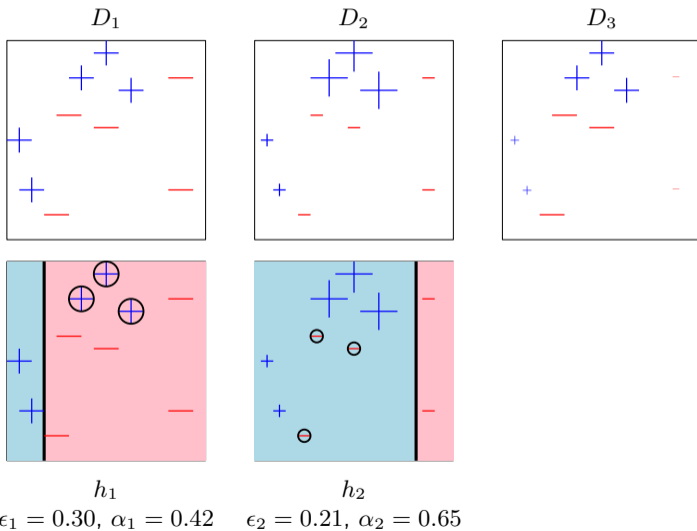 D₁ D₂ D₃
h₁ h₂
ϵ₁ = 0.30, α₁ = 0.42 ϵ₂ = 0.21, α₂ = 0.65